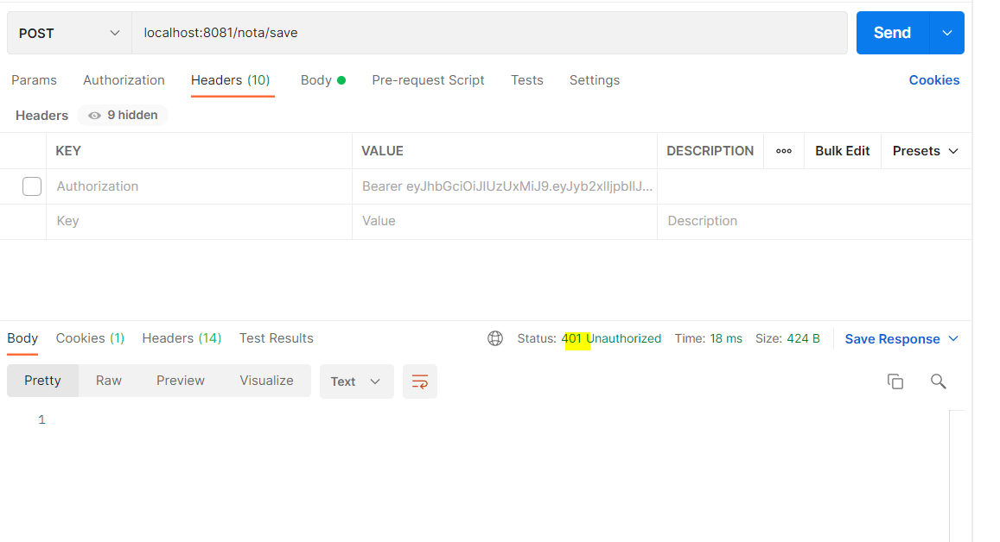 POST localhost:8081/nota/save Send
Params Authorization Headers (10) Body Pre-request Script Tests Settings Cookies
Headers 9 hidden
KEY VALUE DESCRIPTION ooo Bulk Edit Presets
Authorization Bearer eyJhbGciOiJIUzUxMiJ9.eyJyb2xlIjpbIlJ...
Key Value Description
Body Cookies (1) Headers (14) Test Results Status: 401 Unauthorized Time: 18 ms Size: 424 B Save Response
Pretty Raw Preview Visualize Text
1